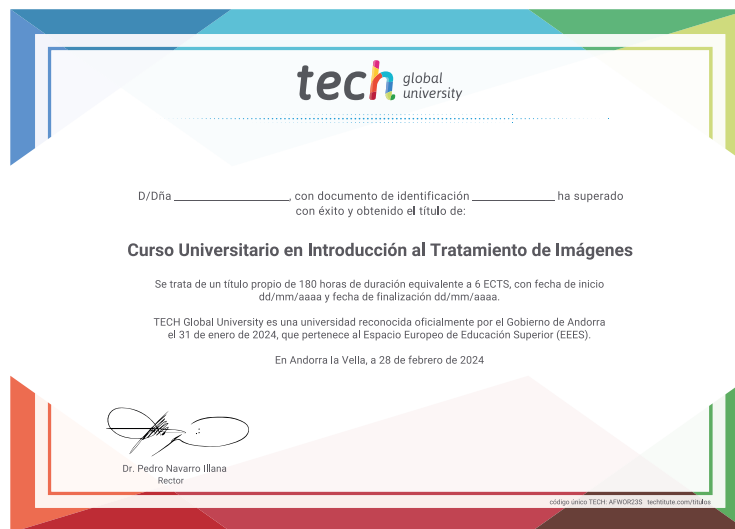 tech global university
D/Dña ____________________, con documento de identificación ______________ ha superado
con éxito y obtenido el título de:
Curso Universitario en Introducción al Tratamiento de Imágenes
Se trata de un título propio de 180 horas de duración equivalente a 6 ECTS, con fecha de inicio
dd/mm/aaaa y fecha de finalización dd/mm/aaaa.
TECH Global University es una universidad reconocida oficialmente por el Gobierno de Andorra
el 31 de enero de 2024, que pertenece al Espacio Europeo de Educación Superior (EEES).
En Andorra la Vella, a 28 de febrero de 2024
Dr. Pedro Navarro Illana
Rector
código único TECH: AFWOR23S techtitute.com/titulos